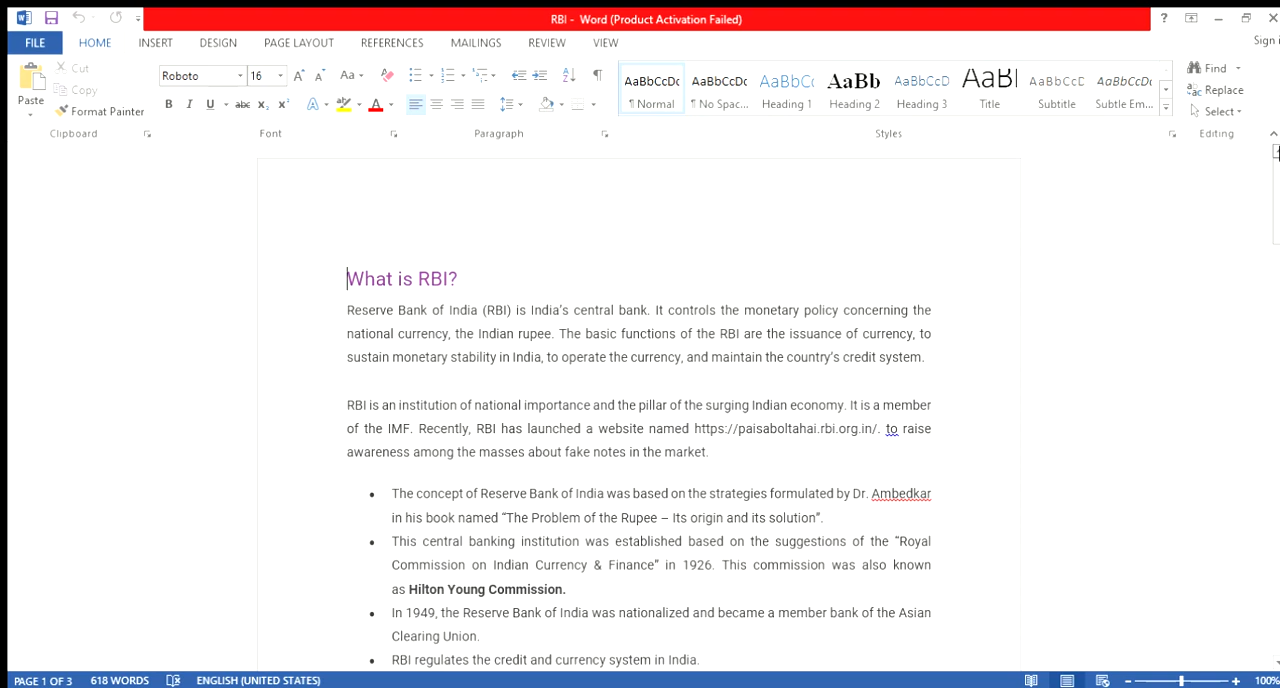 RBI - Word (Product Activation Failed)
Sign i
FILE HOME INSERT DESIGN PAGE LAYOUT REFERENCES MAILINGS REVIEW VIEW
Paste
Cut
Copy
Format Painter
Clipboard
Roboto 16
Font
Paragraph
AaBbCcDc AaBbCcDc AaBbCc AaBb AaBbCcD AaB AaBbCcD AaBbCcDc
¶ Normal ¶ No Spac... Heading 1 Heading 2 Heading 3 Title Subtitle Subtle Em...
Styles
Find
Replace
Select
Editing
What is RBI?
Reserve Bank of India (RBI) is India’s central bank. It controls the monetary policy concerning the
national currency, the Indian rupee. The basic functions of the RBI are the issuance of currency, to
sustain monetary stability in India, to operate the currency, and maintain the country’s credit system.
RBI is an institution of national importance and the pillar of the surging Indian economy. It is a member
of the IMF. Recently, RBI has launched a website named https://paisaboltahai.rbi.org.in/. to raise
awareness among the masses about fake notes in the market.
• The concept of Reserve Bank of India was based on the strategies formulated by Dr. Ambedkar
in his book named “The Problem of the Rupee – Its origin and its solution”.
• This central banking institution was established based on the suggestions of the “Royal
Commission on Indian Currency & Finance” in 1926. This commission was also known
as Hilton Young Commission.
• In 1949, the Reserve Bank of India was nationalized and became a member bank of the Asian
Clearing Union.
• RBI regulates the credit and currency system in India.
PAGE 1 OF 3 618 WORDS ENGLISH (UNITED STATES) 100%